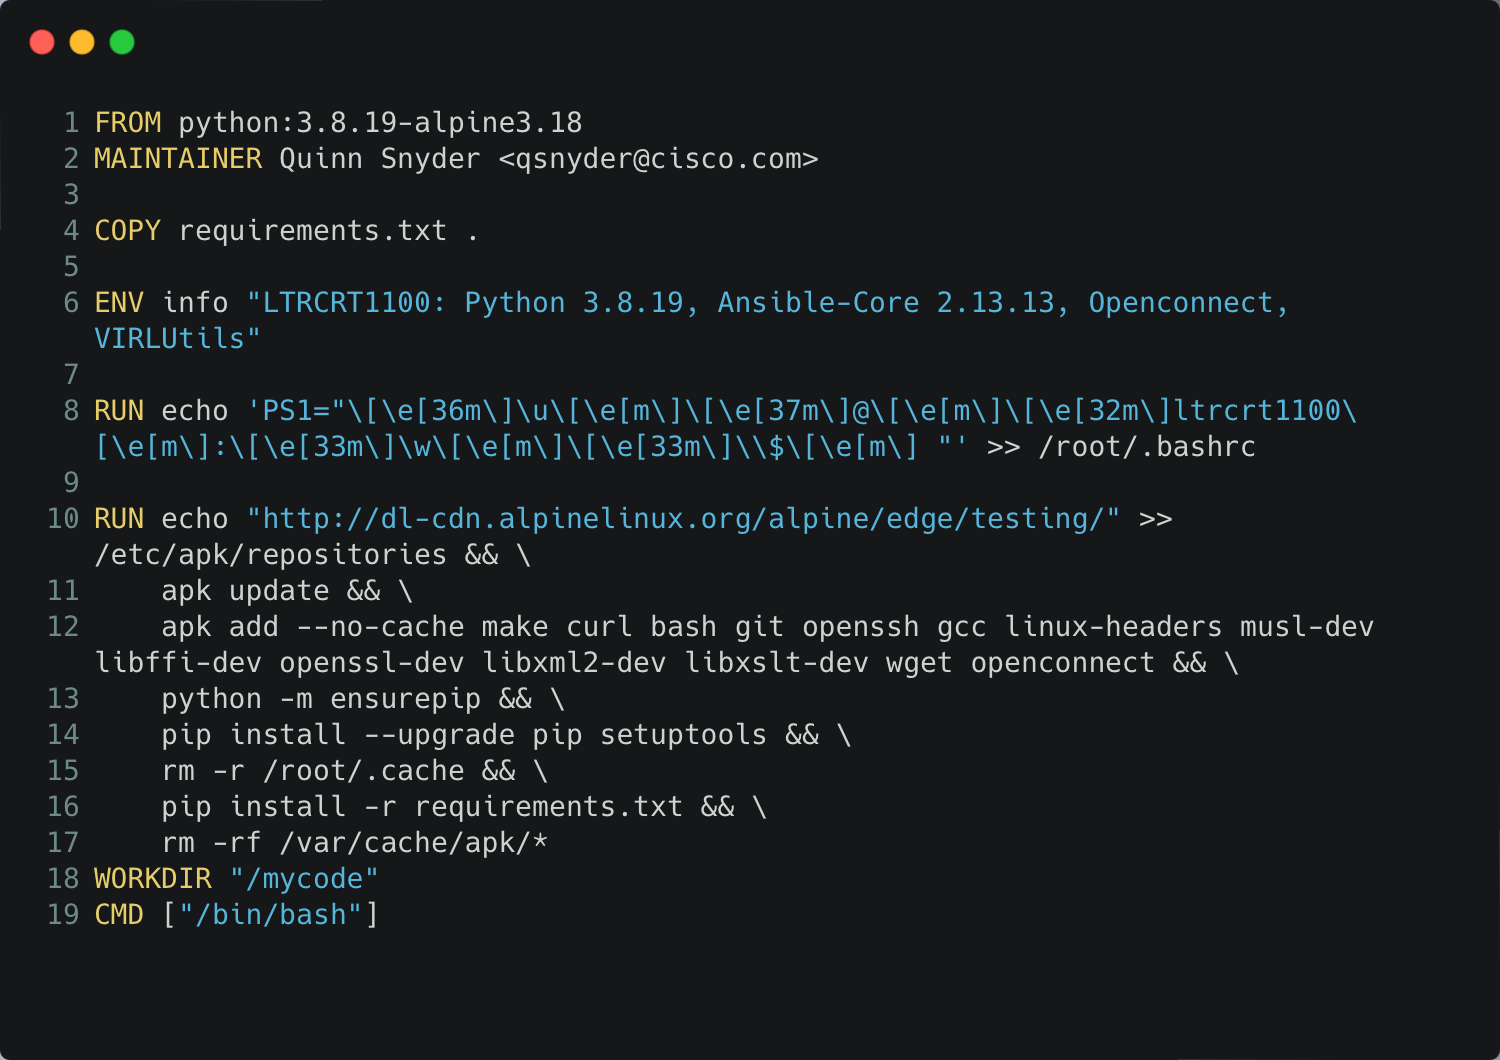 1 FROM python:3.8.19-alpine3.18
2 MAINTAINER Quinn Snyder <qsnyder@cisco.com>
3
4 COPY requirements.txt .
5
6 ENV info "LTRCRT1100: Python 3.8.19, Ansible-Core 2.13.13, Openconnect,
VIRLUtils"
7
8 RUN echo 'PS1="\[\e[36m\]\u\[\e[m\]\[\e[37m\]@\[\e[m\]\[\e[32m\]ltrcrt1100\
[\e[m\]:\[\e[33m\]\w\[\e[m\]\[\e[33m\]\\$\[\e[m\] "' >> /root/.bashrc
9
10 RUN echo "http://dl-cdn.alpinelinux.org/alpine/edge/testing/" >>
/etc/apk/repositories && \
11     apk update && \
12     apk add --no-cache make curl bash git openssh gcc linux-headers musl-dev
libffi-dev openssl-dev libxml2-dev libxslt-dev wget openconnect && \
13     python -m ensurepip && \
14     pip install --upgrade pip setuptools && \
15     rm -r /root/.cache && \
16     pip install -r requirements.txt && \
17     rm -rf /var/cache/apk/*
18 WORKDIR "/mycode"
19 CMD ["/bin/bash"]